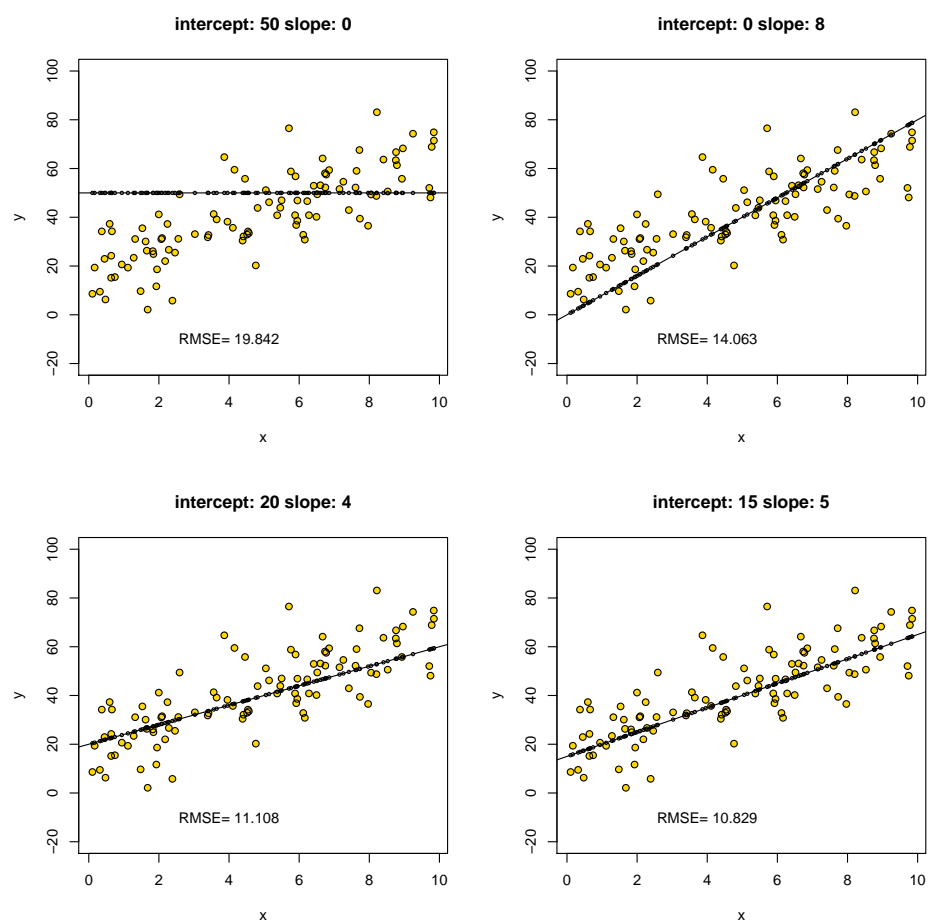 intercept: 50 slope: 0
y
100
80
60
40
20
0
−20
RMSE= 19.842
0 2 4 6 8 10
x
intercept: 0 slope: 8
y
100
80
60
40
20
0
−20
RMSE= 14.063
0 2 4 6 8 10
x
intercept: 20 slope: 4
y
100
80
60
40
20
0
−20
RMSE= 11.108
0 2 4 6 8 10
x
intercept: 15 slope: 5
y
100
80
60
40
20
0
−20
RMSE= 10.829
0 2 4 6 8 10
x